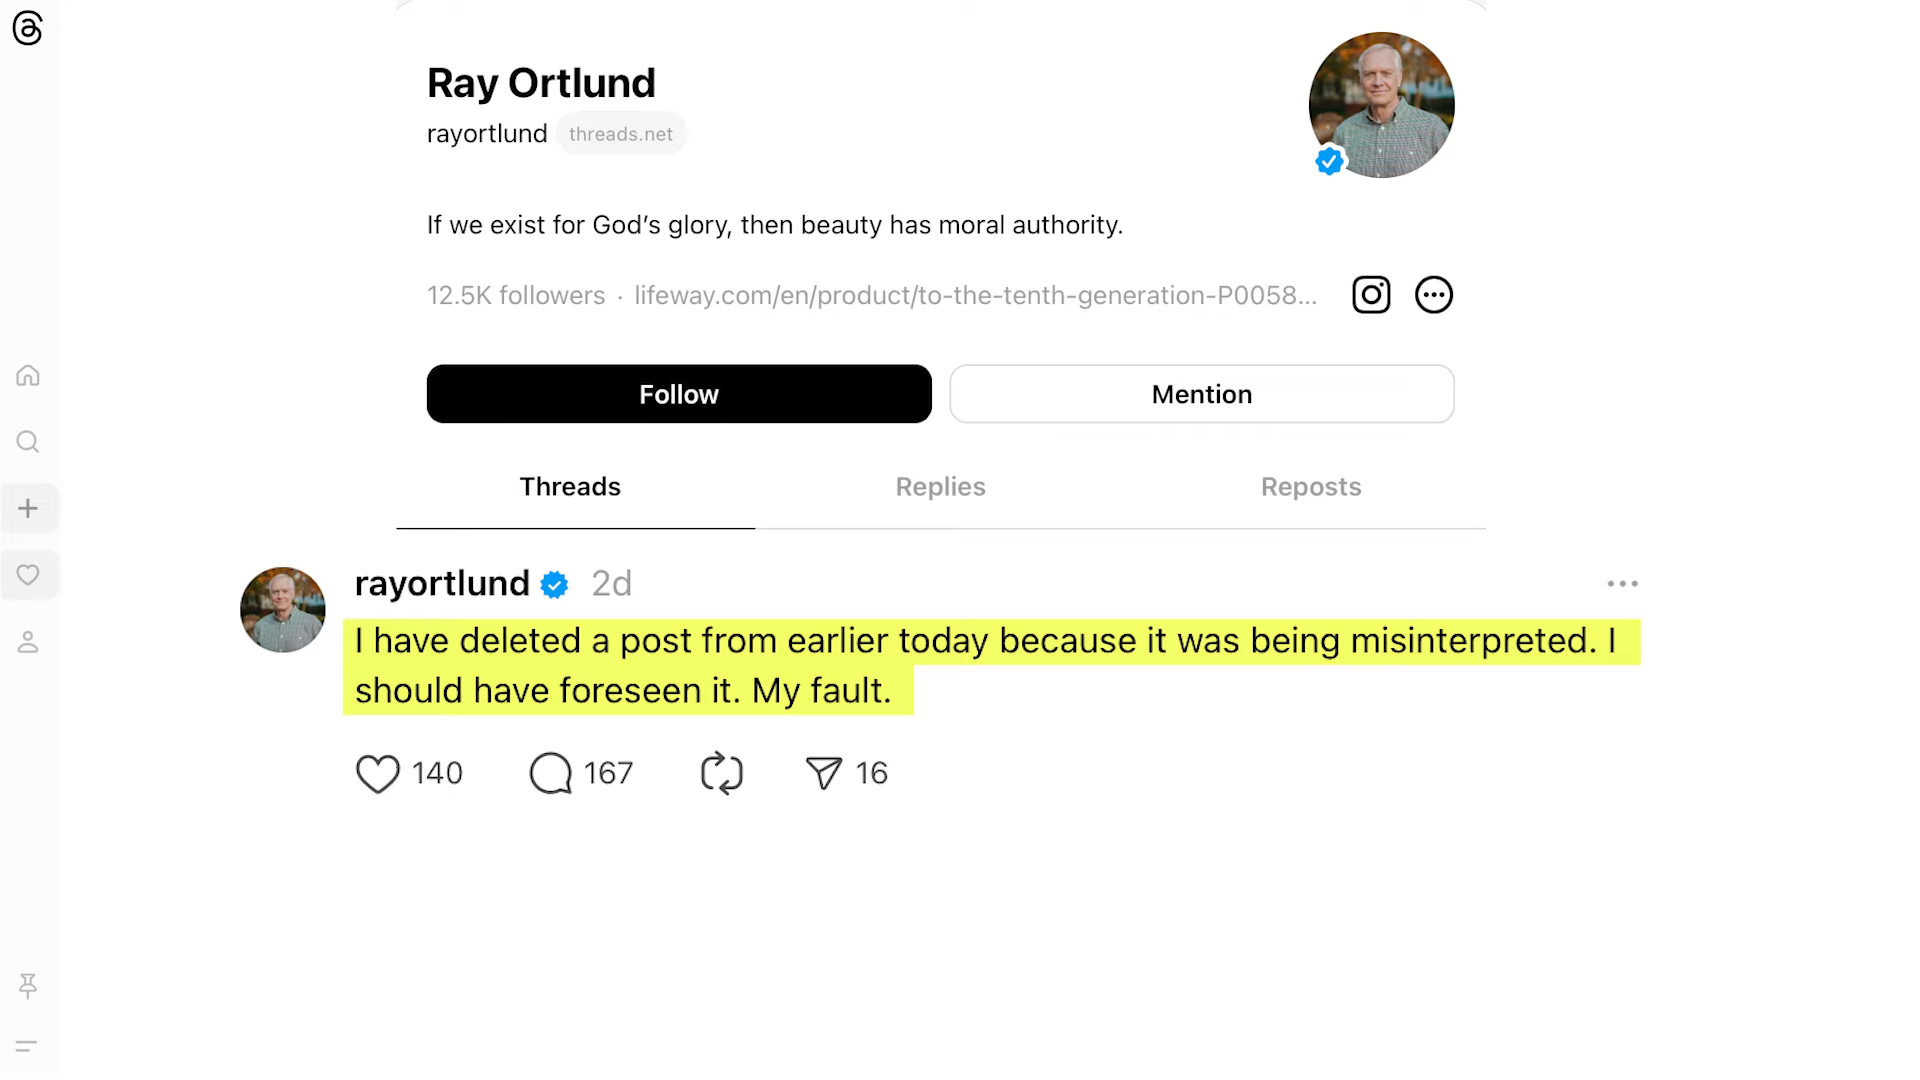 Ray Ortlund
rayortlund threads.net
If we exist for God’s glory, then beauty has moral authority.
12.5K followers · lifeway.com/en/product/to-the-tenth-generation-P0058...
Follow Mention
Threads Replies Reposts
rayortlund 2d
I have deleted a post from earlier today because it was being misinterpreted. I
should have foreseen it. My fault.
140 167 16